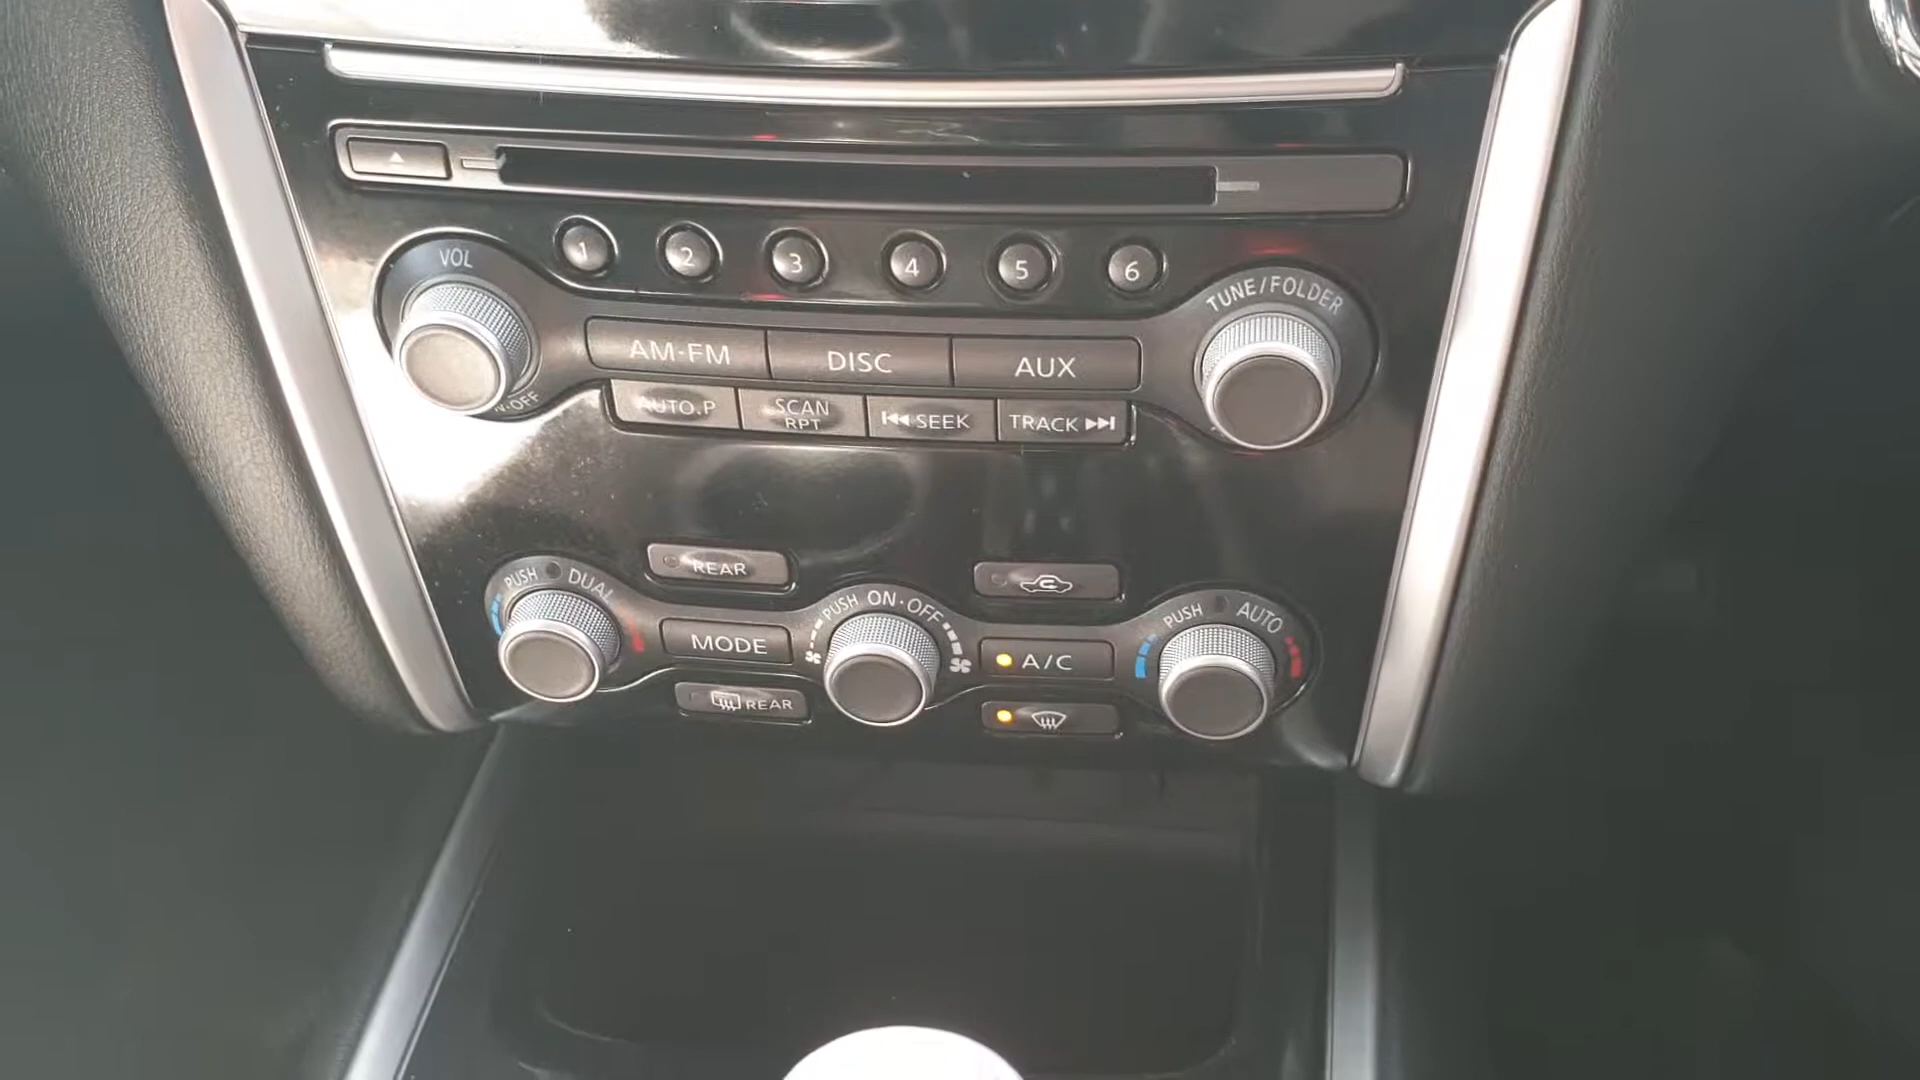 VOL
1 2 3 4 5 6
TUNE/FOLDER
AM·FM DISC AUX
AUTO.P SCAN RPT SEEK TRACK
PUSH DUAL
REAR
PUSH ON·OFF
PUSH AUTO
MODE
A/C
REAR